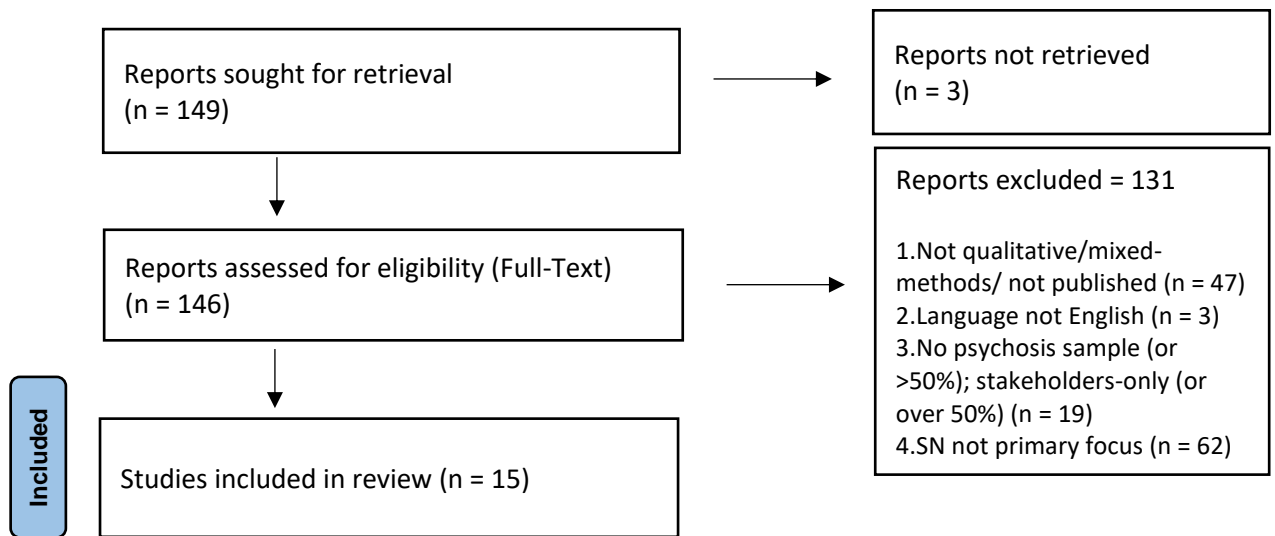 Reports sought for retrieval
(n = 149)
Reports not retrieved
(n = 3)
Reports assessed for eligibility (Full-Text)
(n = 146)
Reports excluded = 131
1.Not qualitative/mixed-
methods/ not published (n = 47)
2.Language not English (n = 3)
3.No psychosis sample (or
>50%); stakeholders-only (or
over 50%) (n = 19)
4.SN not primary focus (n = 62)
Included
Studies included in review (n = 15)